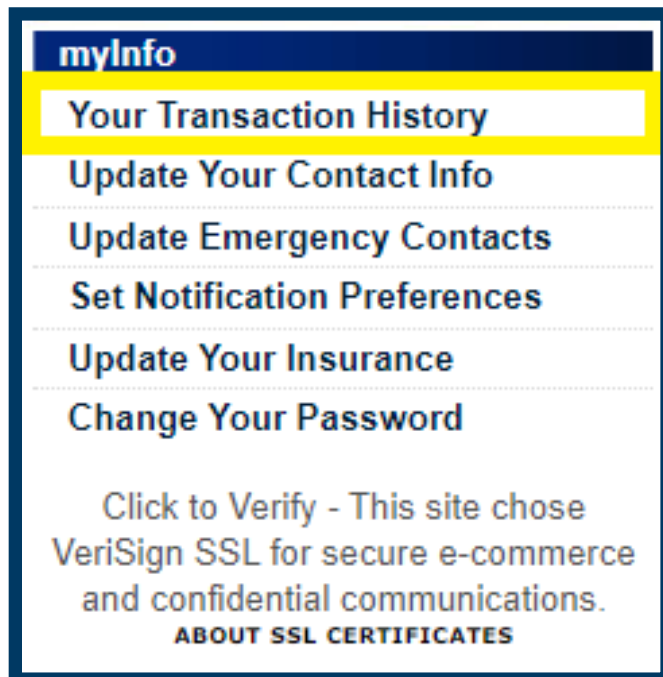 myInfo
Your Transaction History
Update Your Contact Info
Update Emergency Contacts
Set Notification Preferences
Update Your Insurance
Change Your Password
Click to Verify - This site chose
VeriSign SSL for secure e-commerce
and confidential communications.
ABOUT SSL CERTIFICATES